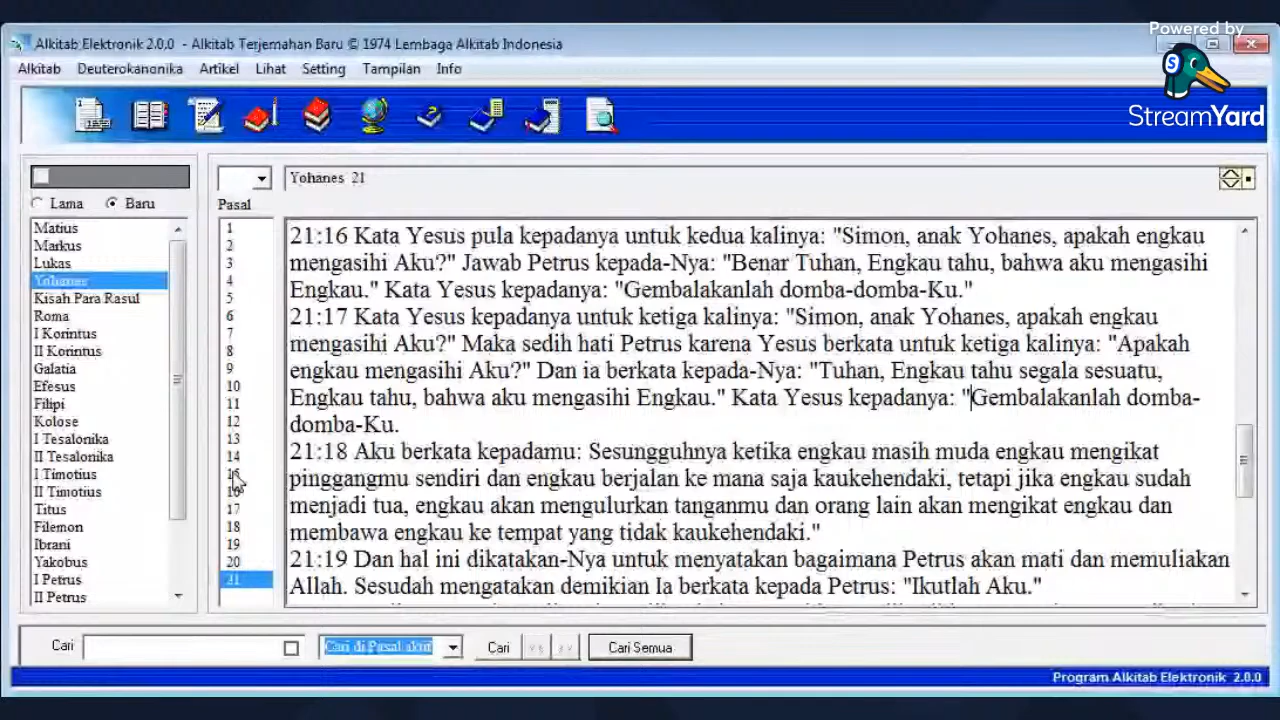 Powered by
StreamYard
Alkitab Elektronik 2.0.0 - Alkitab Terjemahan Baru © 1974 Lembaga Alkitab Indonesia
Alkitab Deuterokanonika Artikel Lihat Setting Tampilan Info
Yohanes 21
Lama Baru
Pasal
Matius
Markus
Lukas
Yohanes
Kisah Para Rasul
Roma
I Korintus
II Korintus
Galatia
Efesus
Filipi
Kolose
I Tesalonika
II Tesalonika
I Timotius
II Timotius
Titus
Filemon
Ibrani
Yakobus
I Petrus
II Petrus
1
2
3
4
5
6
7
8
9
10
11
12
13
14
15
16
17
18
19
20
21
21:16 Kata Yesus pula kepadanya untuk kedua kalinya: "Simon, anak Yohanes, apakah engkau
mengasihi Aku?" Jawab Petrus kepada-Nya: "Benar Tuhan, Engkau tahu, bahwa aku mengasihi
Engkau." Kata Yesus kepadanya: "Gembalakanlah domba-domba-Ku."
21:17 Kata Yesus kepadanya untuk ketiga kalinya: "Simon, anak Yohanes, apakah engkau
mengasihi Aku?" Maka sedih hati Petrus karena Yesus berkata untuk ketiga kalinya: "Apakah
engkau mengasihi Aku?" Dan ia berkata kepada-Nya: "Tuhan, Engkau tahu segala sesuatu,
Engkau tahu, bahwa aku mengasihi Engkau." Kata Yesus kepadanya: "Gembalakanlah domba-
domba-Ku.
21:18 Aku berkata kepadamu: Sesungguhnya ketika engkau masih muda engkau mengikat
pinggangmu sendiri dan engkau berjalan ke mana saja kaukehendaki, tetapi jika engkau sudah
menjadi tua, engkau akan mengulurkan tanganmu dan orang lain akan mengikat engkau dan
membawa engkau ke tempat yang tidak kaukehendaki."
21:19 Dan hal ini dikatakan-Nya untuk menyatakan bagaimana Petrus akan mati dan memuliakan
Allah. Sesudah mengatakan demikian Ia berkata kepada Petrus: "Ikutlah Aku."
Cari Cari di Pasal aktif Cari Cari Semua
Program Alkitab Elektronik 2.0.0